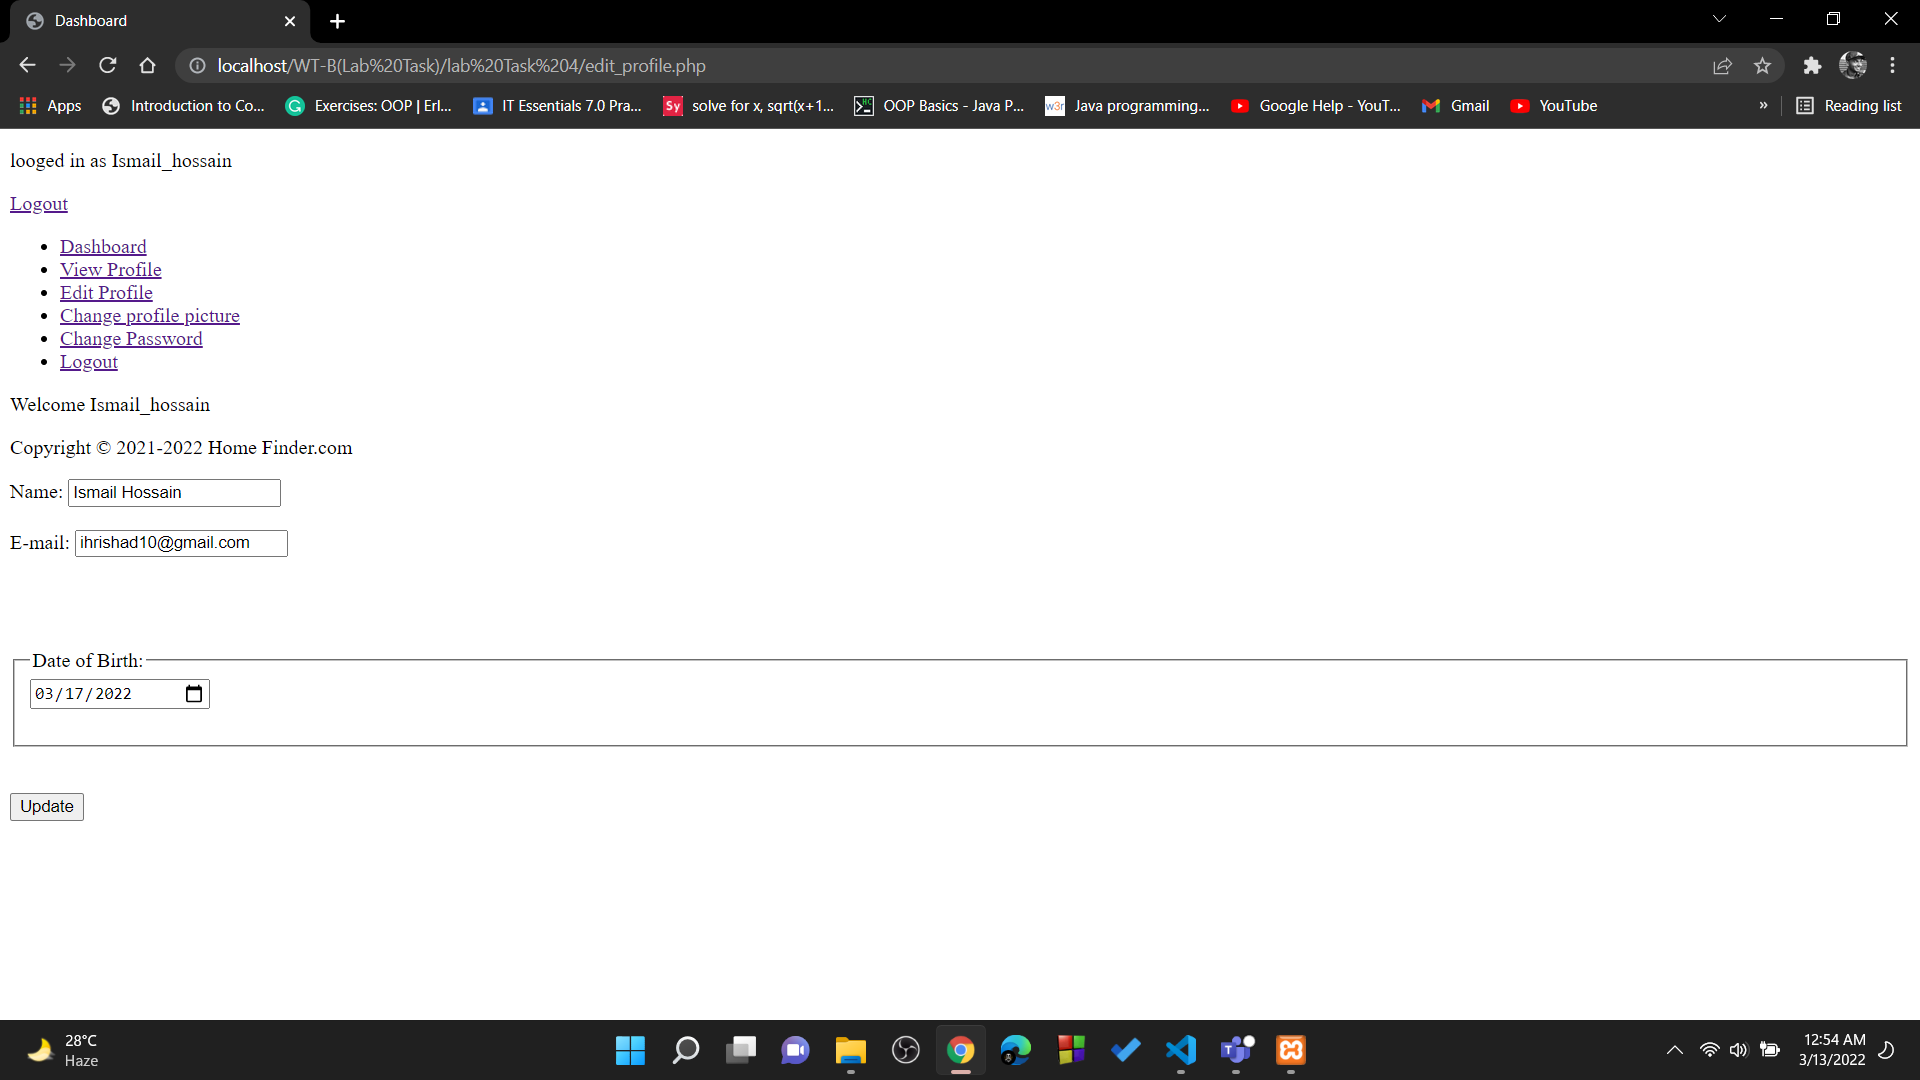 Dashboard
localhost/WT-B(Lab%20Task)/lab%20Task%204/edit_profile.php
Apps Introduction to Co... Exercises: OOP | Erl... IT Essentials 7.0 Pra... Sy solve for x, sqrt(x+1... OOP Basics - Java P... w3r Java programming... Google Help - YouT... Gmail YouTube » Reading list
looged in as Ismail_hossain
Logout
Dashboard
View Profile
Edit Profile
Change profile picture
Change Password
Logout
Welcome Ismail_hossain
Copyright © 2021-2022 Home Finder.com
Name: Ismail Hossain
E-mail: ihrishad10@gmail.com
Date of Birth:
03/17/2022
Update
28°C
Haze
12:54 AM
3/13/2022